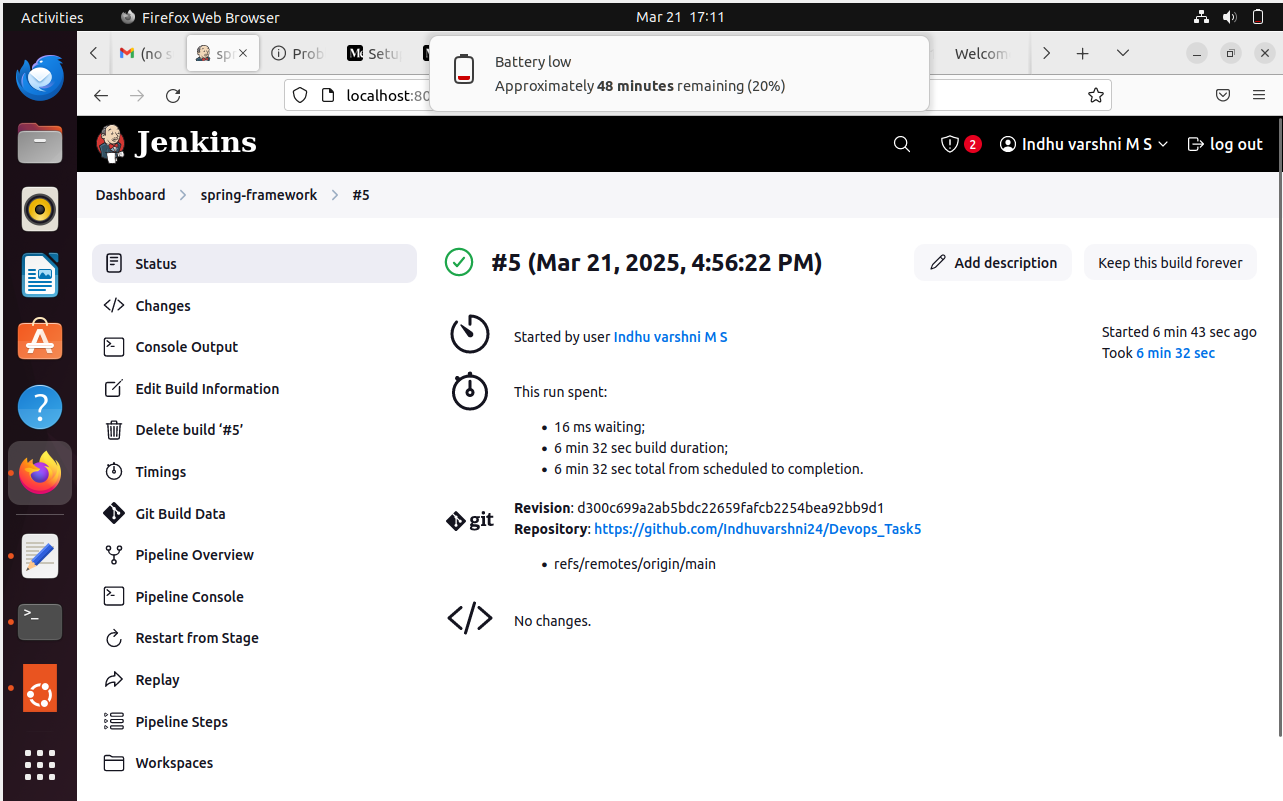 Activities
Firefox Web Browser
Mar 21 17:11
(no s
spr
Prob
Setup
Welcom
Battery low
Approximately 48 minutes remaining (20%)
localhost:80
Jenkins
2
Indhu varshni M S
log out
Dashboard
spring-framework
#5
Status
Changes
Console Output
Edit Build Information
Delete build ‘#5’
Timings
Git Build Data
Pipeline Overview
Pipeline Console
Restart from Stage
Replay
Pipeline Steps
Workspaces
#5 (Mar 21, 2025, 4:56:22 PM)
Add description
Keep this build forever
Started by user Indhu varshni M S
Started 6 min 43 sec ago
Took 6 min 32 sec
This run spent:
16 ms waiting;
6 min 32 sec build duration;
6 min 32 sec total from scheduled to completion.
git
Revision: d300c699a2ab5bdc22659fafcb2254bea92bb9d1
Repository: https://github.com/Indhuvarshni24/Devops_Task5
refs/remotes/origin/main
No changes.